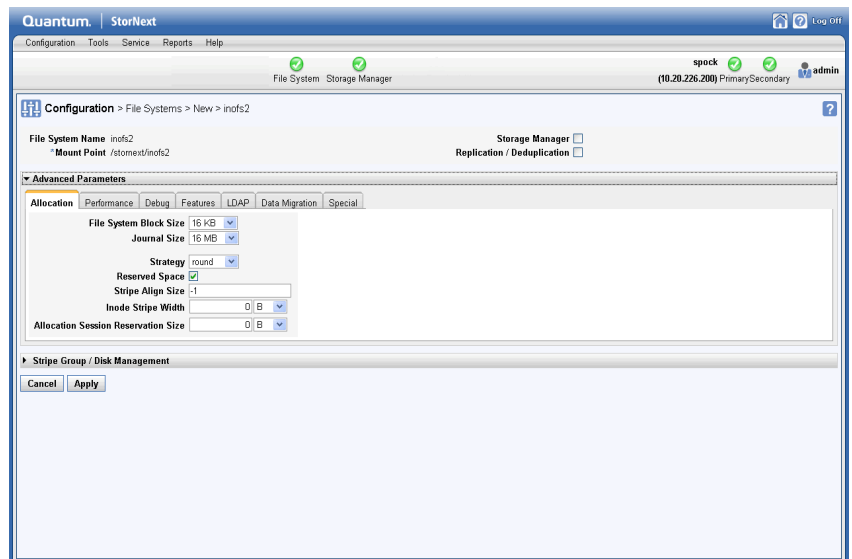 Quantum. | StorNext
Log Off
Configuration Tools Service Reports Help
File System Storage Manager
spock
(10.20.226.200) Primary Secondary
admin
Configuration > File Systems > New > inofs2
File System Name inofs2
*Mount Point /stornext/inofs2
Storage Manager
Replication / Deduplication
Advanced Parameters
Allocation Performance Debug Features LDAP Data Migration Special
File System Block Size 16 KB
Journal Size 16 MB
Strategy round
Reserved Space
Stripe Align Size -1
Inode Stripe Width 0 B
Allocation Session Reservation Size 0 B
Stripe Group / Disk Management
Cancel Apply